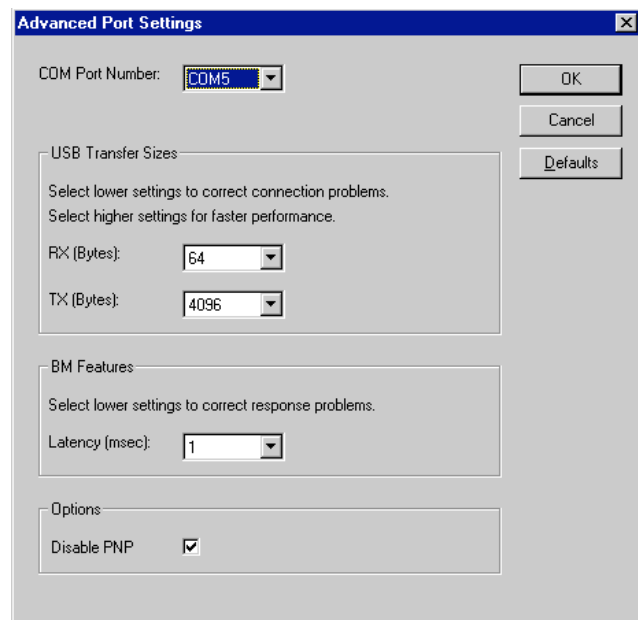 Advanced Port Settings
COM Port Number: COM5
OK
Cancel
Defaults
USB Transfer Sizes
Select lower settings to correct connection problems.
Select higher settings for faster performance.
RX (Bytes): 64
TX (Bytes): 4096
BM Features
Select lower settings to correct response problems.
Latency (msec): 1
Options
Disable PNP